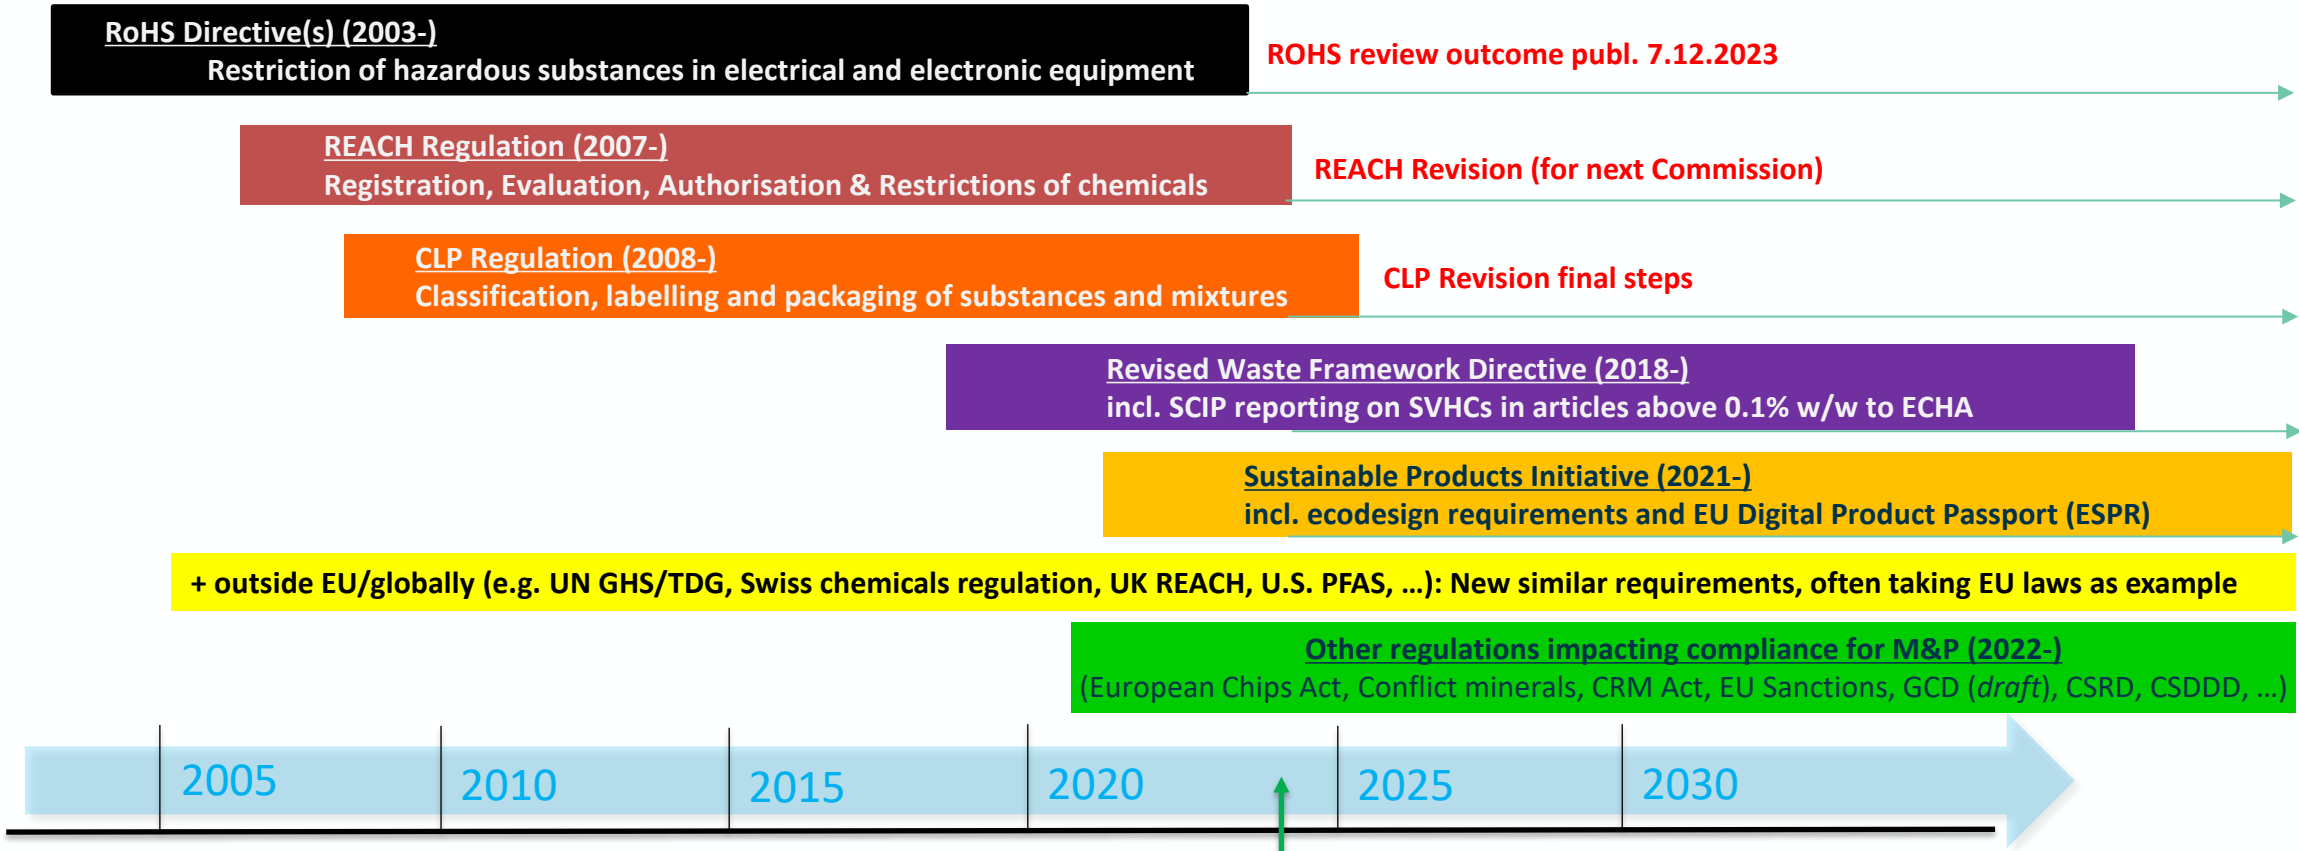 RoHS Directive(s) (2003-)
Restriction of hazardous substances in electrical and electronic equipment
ROHS review outcome publ. 7.12.2023
REACH Regulation (2007-)
Registration, Evaluation, Authorisation & Restrictions of chemicals
REACH Revision (for next Commission)
CLP Regulation (2008-)
Classification, labelling and packaging of substances and mixtures
CLP Revision final steps
Revised Waste Framework Directive (2018-)
incl. SCIP reporting on SVHCs in articles above 0.1% w/w to ECHA
Sustainable Products Initiative (2021-)
incl. ecodesign requirements and EU Digital Product Passport (ESPR)
+ outside EU/globally (e.g. UN GHS/TDG, Swiss chemicals regulation, UK REACH, U.S. PFAS, …): New similar requirements, often taking EU laws as example
Other regulations impacting compliance for M&P (2022-)
(European Chips Act, Conflict minerals, CRM Act, EU Sanctions, GCD (draft), CSRD, CSDDD, …)
2005 2010 2015 2020 2025 2030